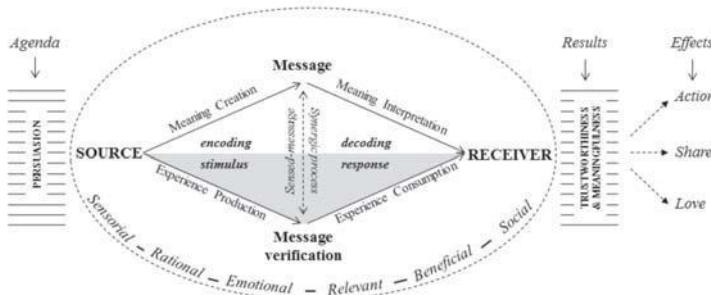 Agenda
Results
Effects
PERSUASION
Message
Meaning Creation
Meaning Interpretation
encoding
decoding
Synergic process
Sensed-message
SOURCE
RECEIVER
stimulus
response
Experience Production
Experience Consumption
Message
verification
TRUSTWORTHINESS
& MEANINGFULNESS
Action
Share
Love
Sensorial – Rational – Emotional – Relevant – Beneficial – Social